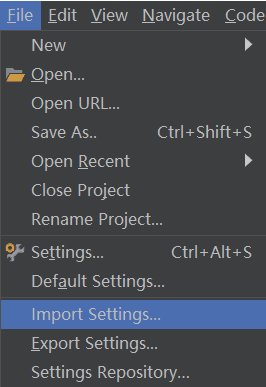 File Edit View Navigate Code
New
Open...
Open URL...
Save As.. Ctrl+Shift+S
Open Recent
Close Project
Rename Project...
Settings... Ctrl+Alt+S
Default Settings...
Import Settings...
Export Settings...
Settings Repository...